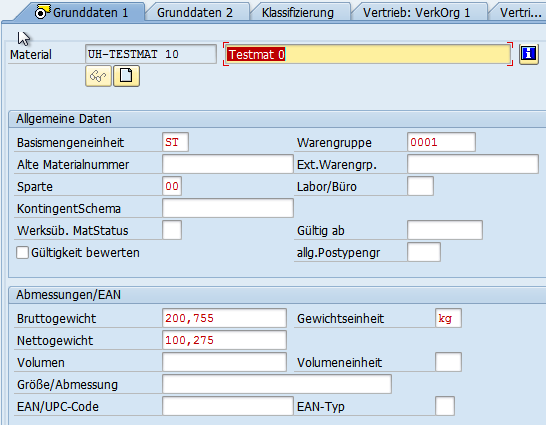 Grunddaten 1 Grunddaten 2 Klassifizierung Vertrieb: VerkOrg 1 Vertri...
Material UH-TESTMAT 10 Testmat 0
Allgemeine Daten
Basismengeneinheit ST Warengruppe 0001
Alte Materialnummer Ext.Warengrp.
Sparte 00 Labor/Büro
KontingentSchema
Werksüb. MatStatus Gültig ab
Gültigkeit bewerten allg.Postypengr
Abmessungen/EAN
Bruttogewicht 200,755 Gewichtseinheit kg
Nettogewicht 100,275
Volumen Volumeneinheit
Größe/Abmessung
EAN/UPC-Code EAN-Typ